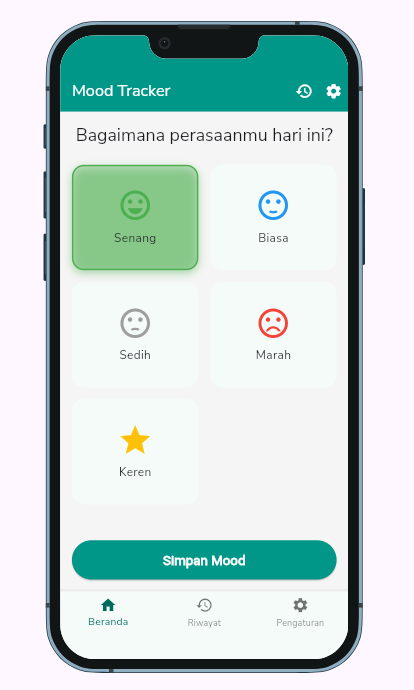 Mood Tracker
Bagaimana perasaanmu hari ini?
Senang
Biasa
Sedih
Marah
Keren
Simpan Mood
Beranda
Riwayat
Pengaturan